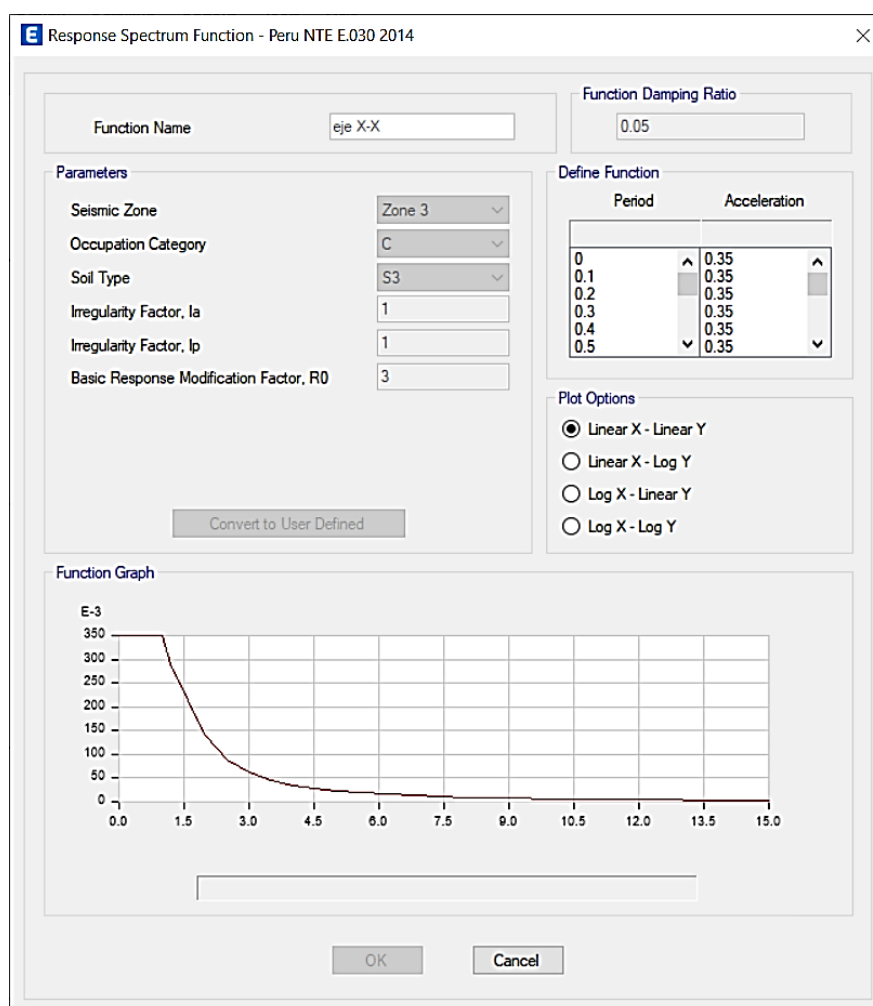 E Response Spectrum Function - Peru NTE E.030 2014
Function Name
eje X-X
Function Damping Ratio
0.05
Parameters
Seismic Zone
Zone 3
Occupation Category
C
Soil Type
S3
Irregularity Factor, Ia
1
Irregularity Factor, Ip
1
Basic Response Modification Factor, R0
3
Convert to User Defined
Define Function
Period Acceleration
0 0.35
0.1 0.35
0.2 0.35
0.3 0.35
0.4 0.35
0.5 0.35
Plot Options
Linear X - Linear Y
Linear X - Log Y
Log X - Linear Y
Log X - Log Y
Function Graph
E-3
350
300
250
200
150
100
50
0
0.0 1.5 3.0 4.5 6.0 7.5 9.0 10.5 12.0 13.5 15.0
OK Cancel